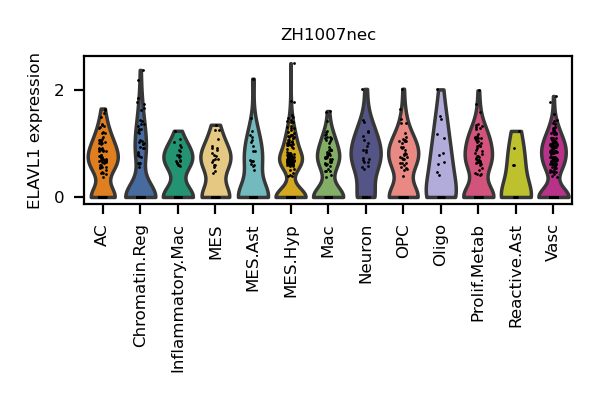 ZH1007nec
ELAVL1 expression
2
0
AC
Chromatin.Reg
Inflammatory.Mac
MES
MES.Ast
MES.Hyp
Mac
Neuron
OPC
Oligo
Prolif.Metab
Reactive.Ast
Vasc